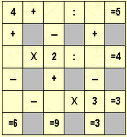 4 + : =5
+ − +
X 2 : =4
− + −
− X 3 =3
=6 =9 =3